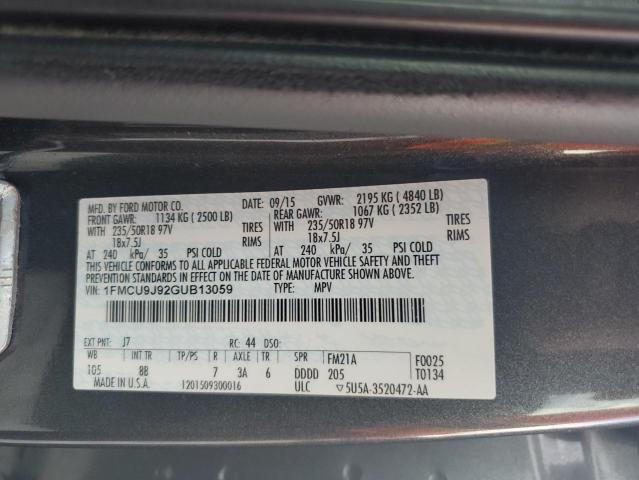 MFD. BY FORD MOTOR CO. 09/15 GVWR: 2195 KG ( 4840 LB)
FRONT GAWR: 1134 KG ( 2500 LB) REAR GAWR: 1067 KG ( 2352 LB)
WITH 235/50R18 97V TIRES WITH 235/50R18 97V TIRES
18x7.5J RIMS 18x7.5J RIMS
AT 240 kPa/ 35 PSI COLD AT 240 kPa/ 35 PSI COLD
THIS VEHICLE CONFORMS TO ALL APPLICABLE FEDERAL MOTOR VEHICLE SAFETY, BUMPER, AND THEFT PREVENTION STANDARDS IN EFFECT ON THE DATE OF MANUFACTURE SHOWN ABOVE.
VIN: 1FMCU9J92GUB13059 TYPE: MPV
EXT PNT: J7 RC: 44 DSO:
WB BRK INT TR TP/PS R AXLE TR SPR FM21A F0025
105 8B 7 3A 6 DDDD 205 T0134
MADE IN U.S.A. 1201509300016 ULC 5U5A-3520472-AA